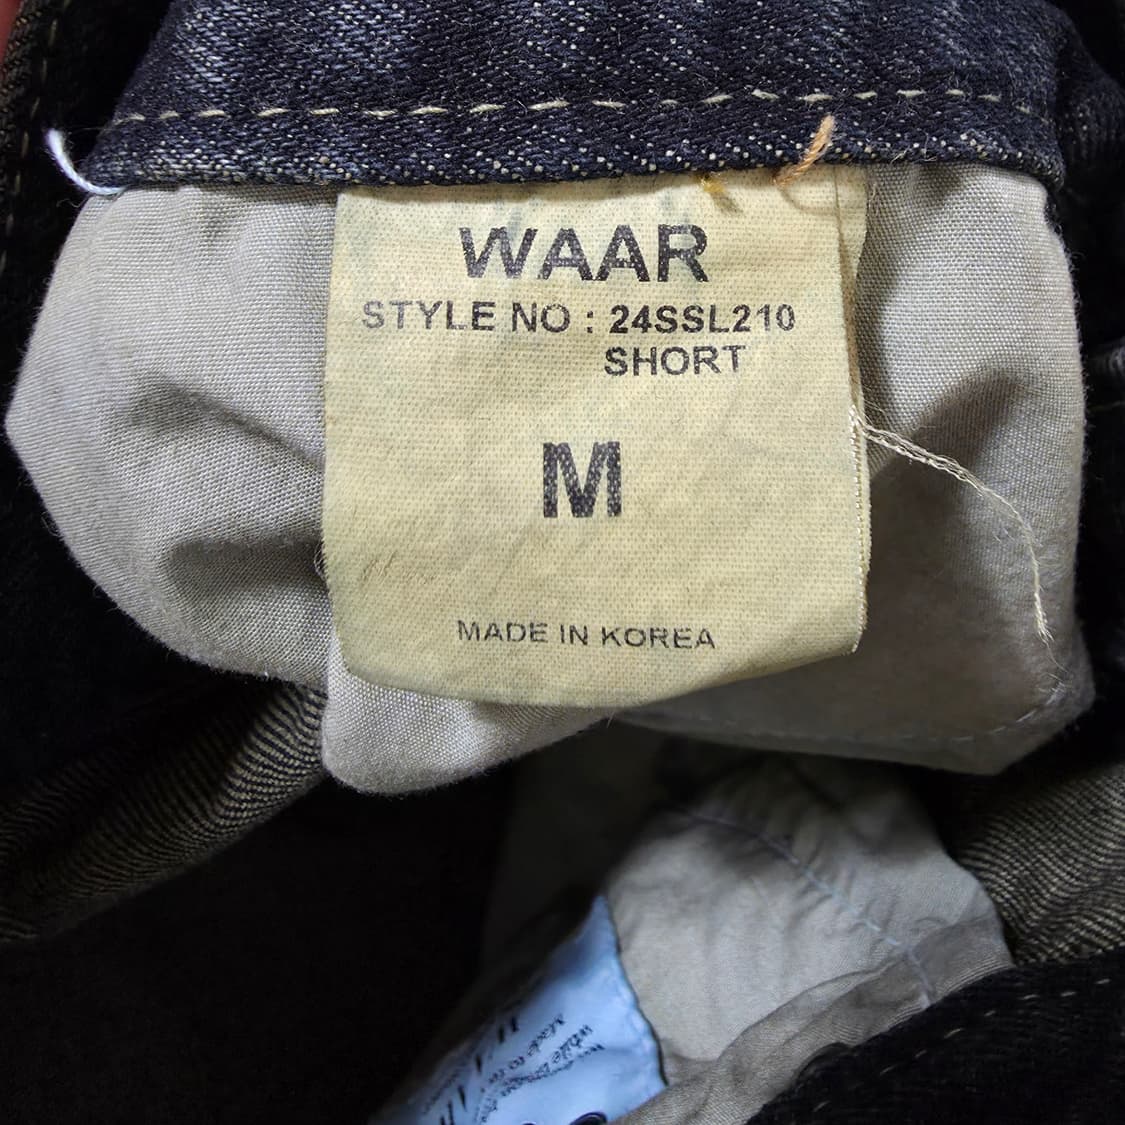 WAAR
STYLE NO : 24SSL210
SHORT
M
MADE IN KOREA